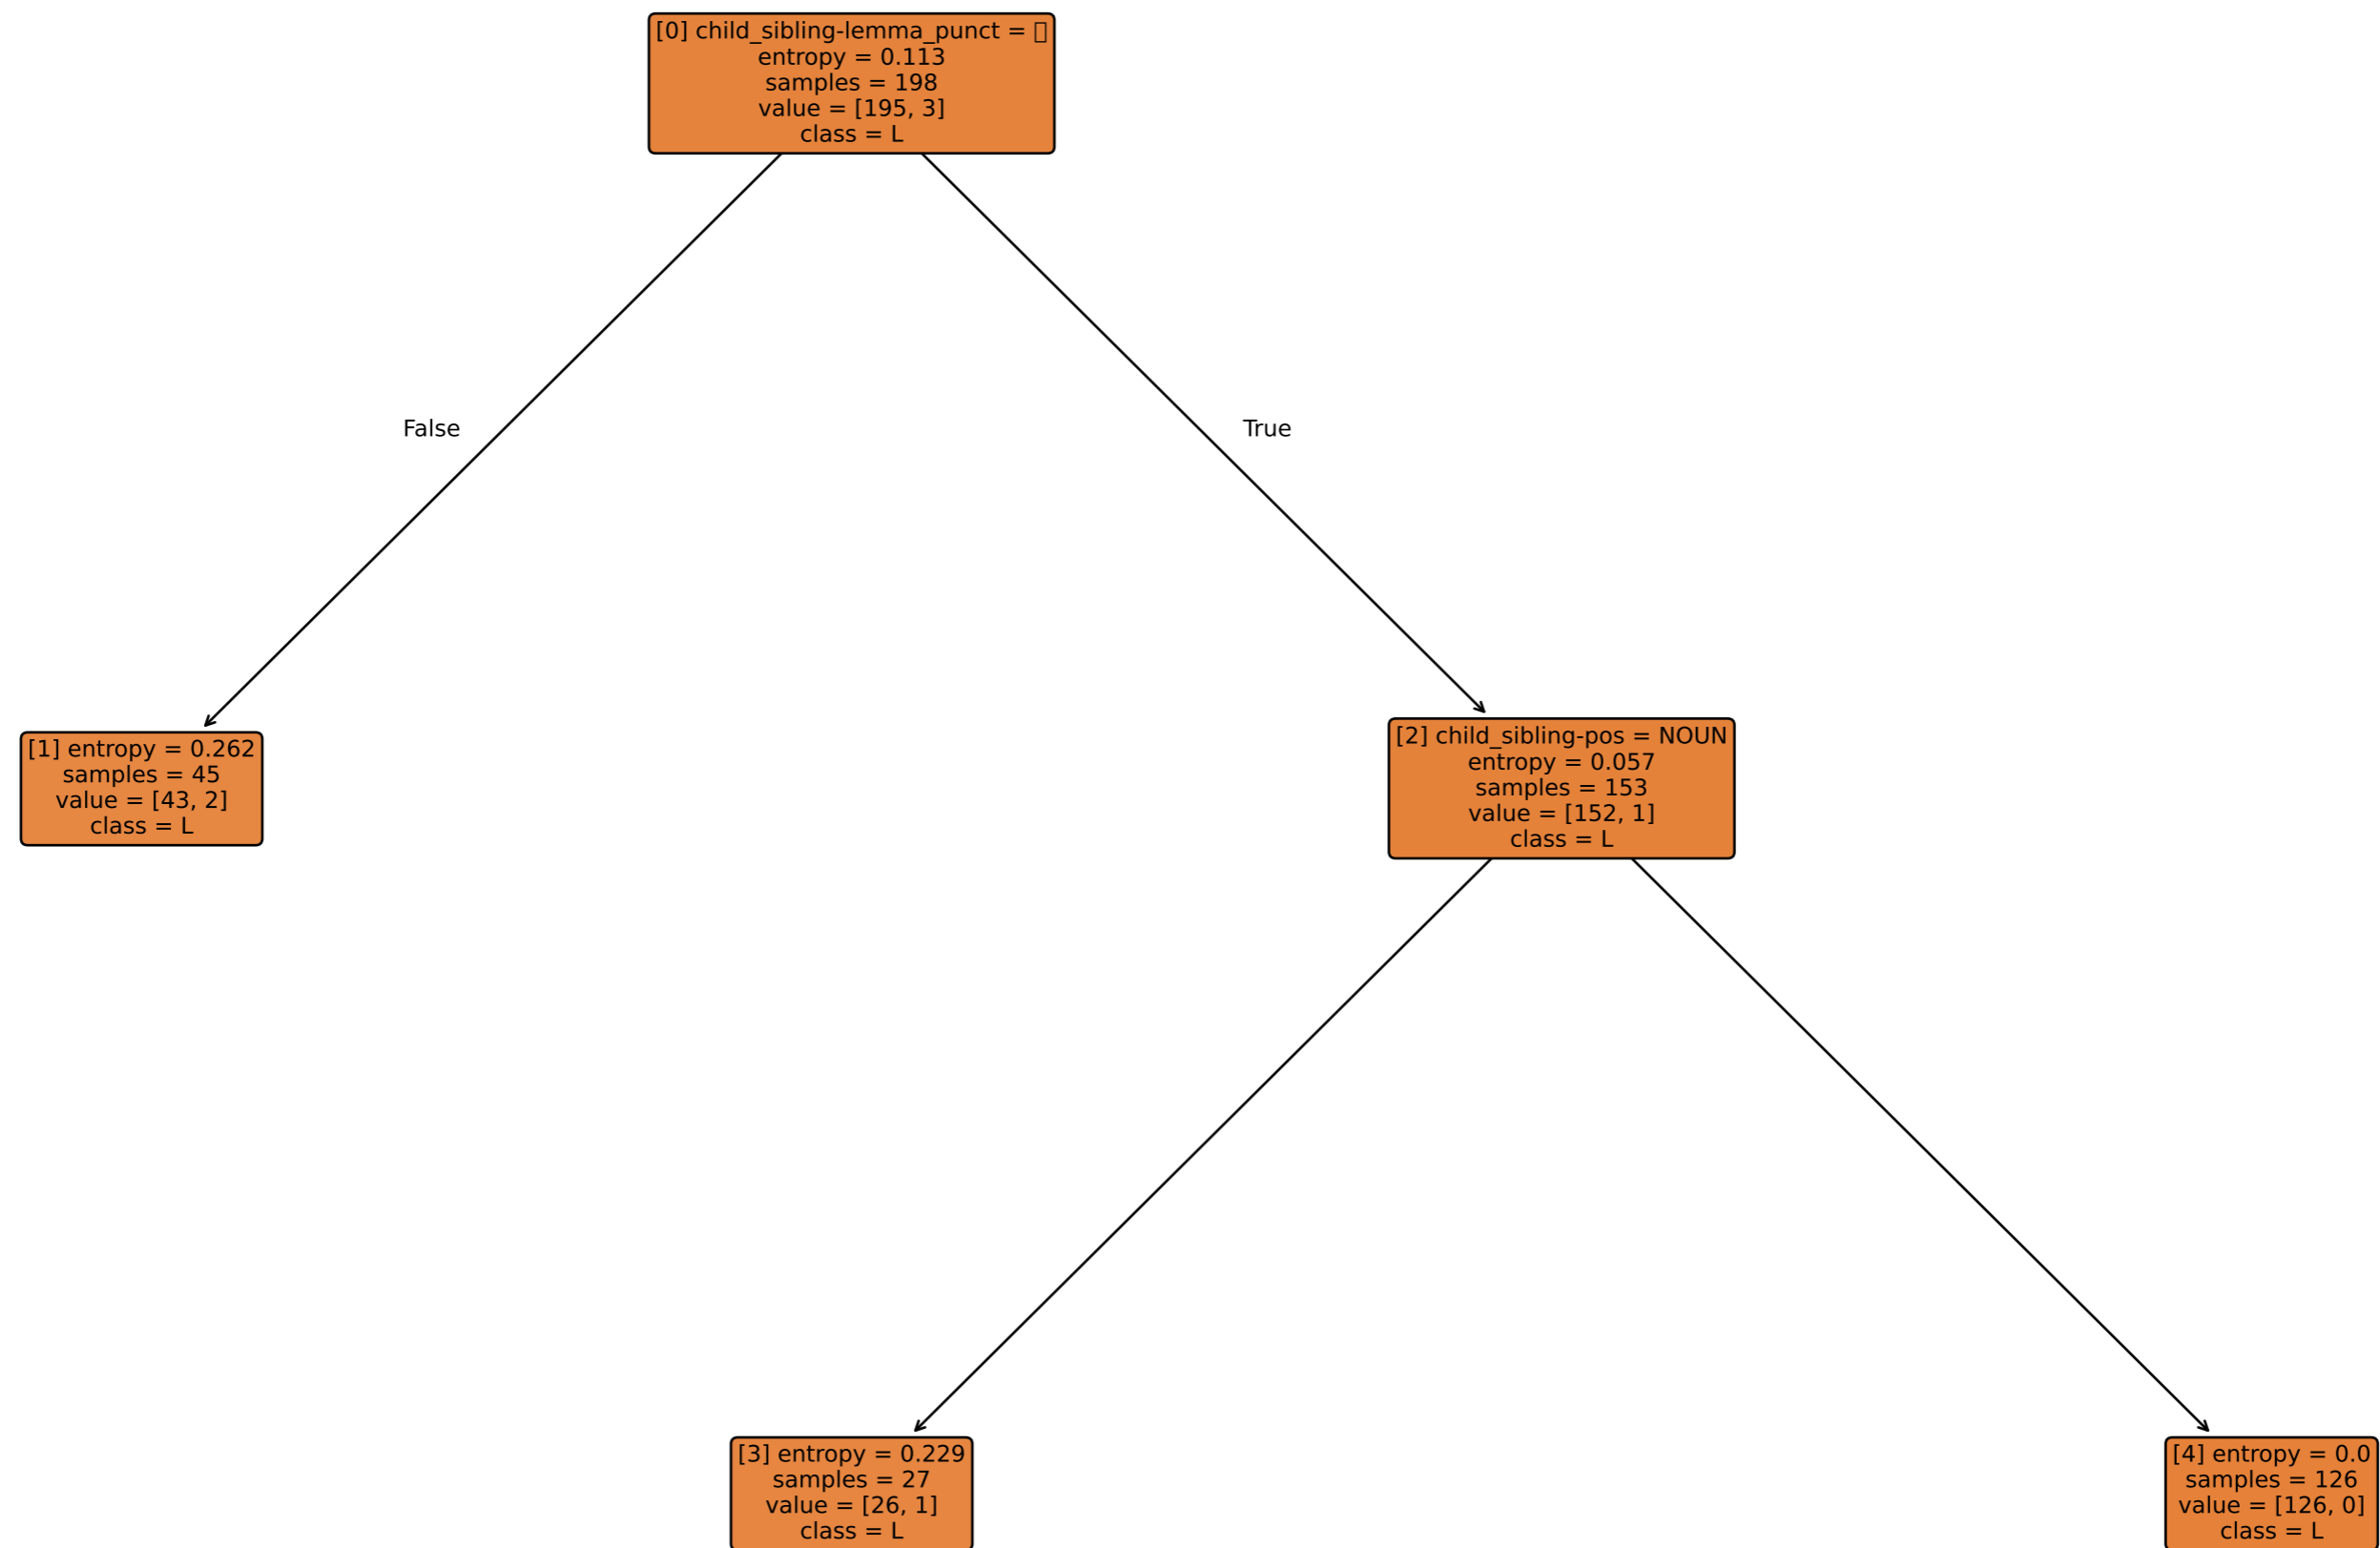 [0] child_sibling-lemma_punct =
entropy = 0.113
samples = 198
value = [195, 3]
class = L
False
True
[1] entropy = 0.262
samples = 45
value = [43, 2]
class = L
[2] child_sibling-pos = NOUN
entropy = 0.057
samples = 153
value = [152, 1]
class = L
[3] entropy = 0.229
samples = 27
value = [26, 1]
class = L
[4] entropy = 0.0
samples = 126
value = [126, 0]
class = L